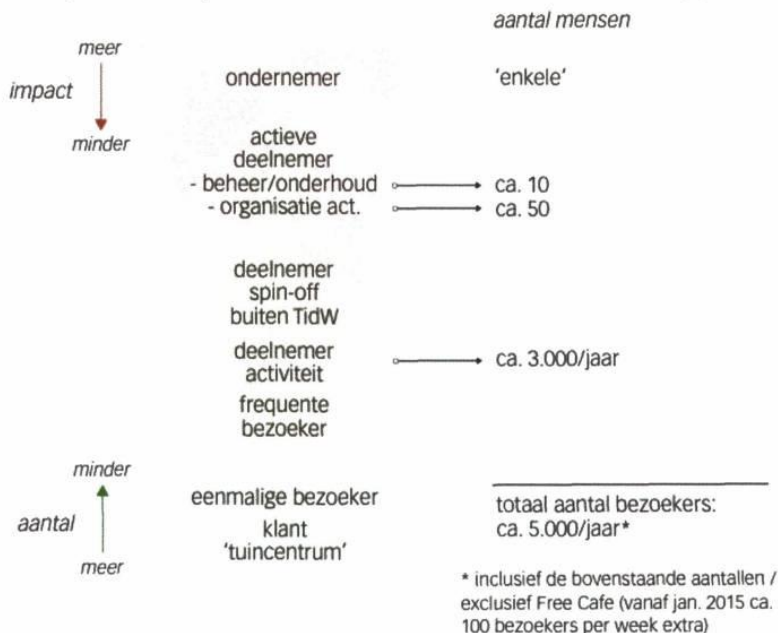 aantal mensen
meer
impact
minder
ondernemer
'enkele'
actieve
deelnemer
- beheer/onderhoud
ca. 10
- organisatie act.
ca. 50
deelnemer
spin-off
buiten TidW
deelnemer
activiteit
ca. 3.000/jaar
frequente
bezoeker
minder
aantal
meer
eenmalige bezoeker
klant
'tuincentrum'
totaal aantal bezoekers:
ca. 5.000/jaar*
* inclusief de bovenstaande aantallen /
exclusief Free Cafe (vanaf jan. 2015 ca.
100 bezoekers per week extra)